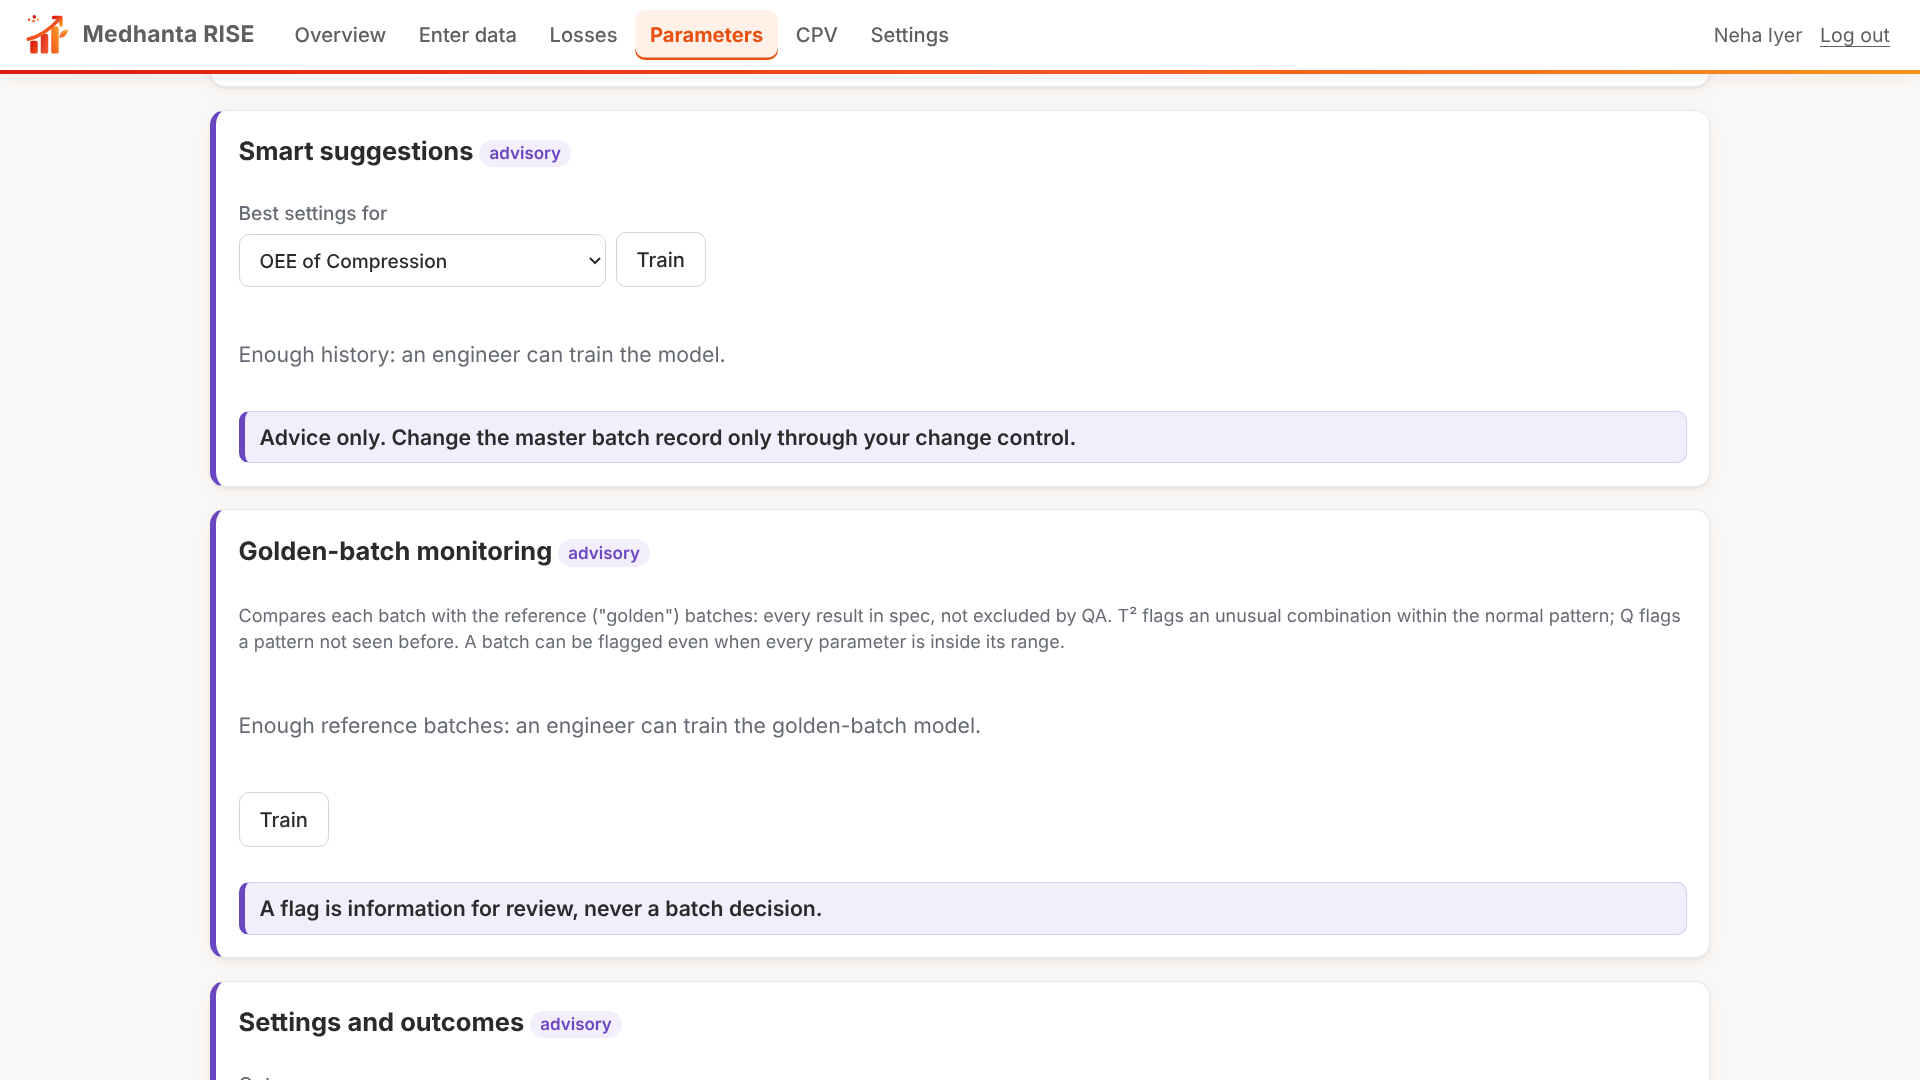 Medhanta RISE
Overview
Enter data
Losses
Parameters
CPV
Settings
Neha Iyer
Log out
Smart suggestions advisory
Best settings for
OEE of Compression
Train
Enough history: an engineer can train the model.
Advice only. Change the master batch record only through your change control.
Golden-batch monitoring advisory
Compares each batch with the reference ("golden") batches: every result in spec, not excluded by QA. T² flags an unusual combination within the normal pattern; Q flags
a pattern not seen before. A batch can be flagged even when every parameter is inside its range.
Enough reference batches: an engineer can train the golden-batch model.
Train
A flag is information for review, never a batch decision.
Settings and outcomes advisory